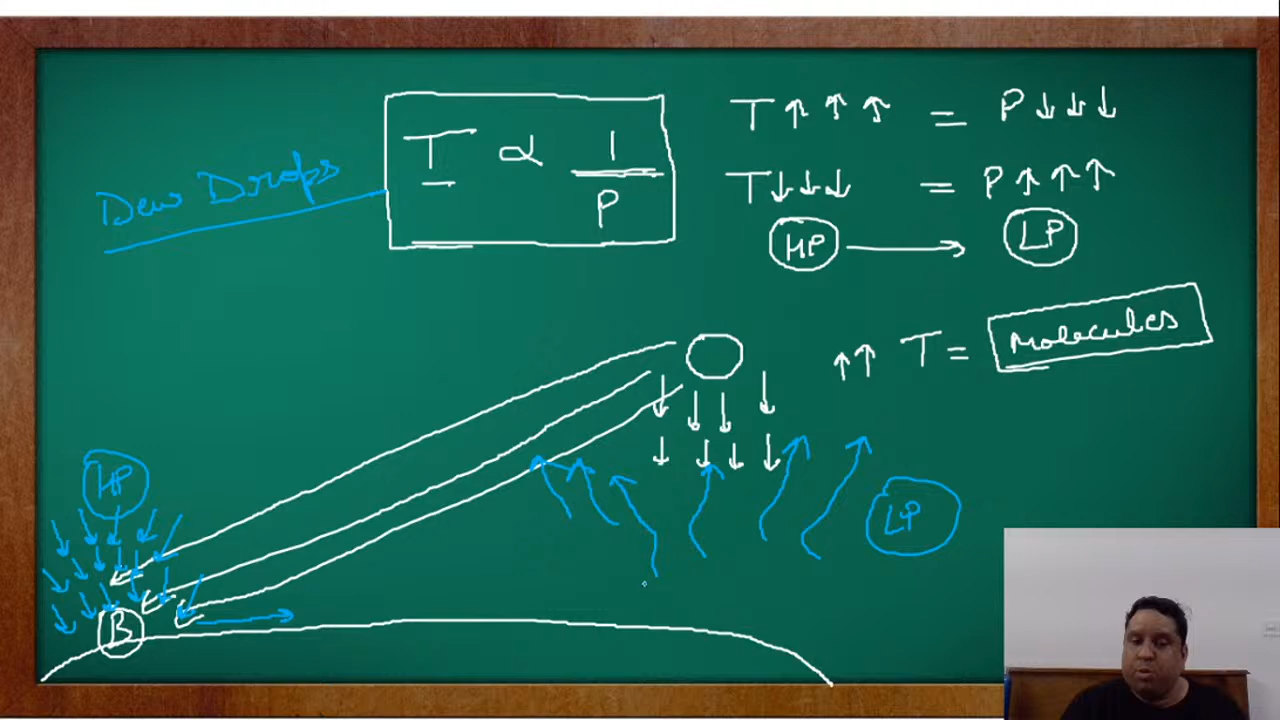 T ∝ 1/P
Dew Drops
T ↑ ↑ ↑ = P ↓ ↓ ↓
T ↓ ↓ ↓ = P ↑ ↑ ↑
HP → LP
↑↑ T = Molecules
HP
LP
B